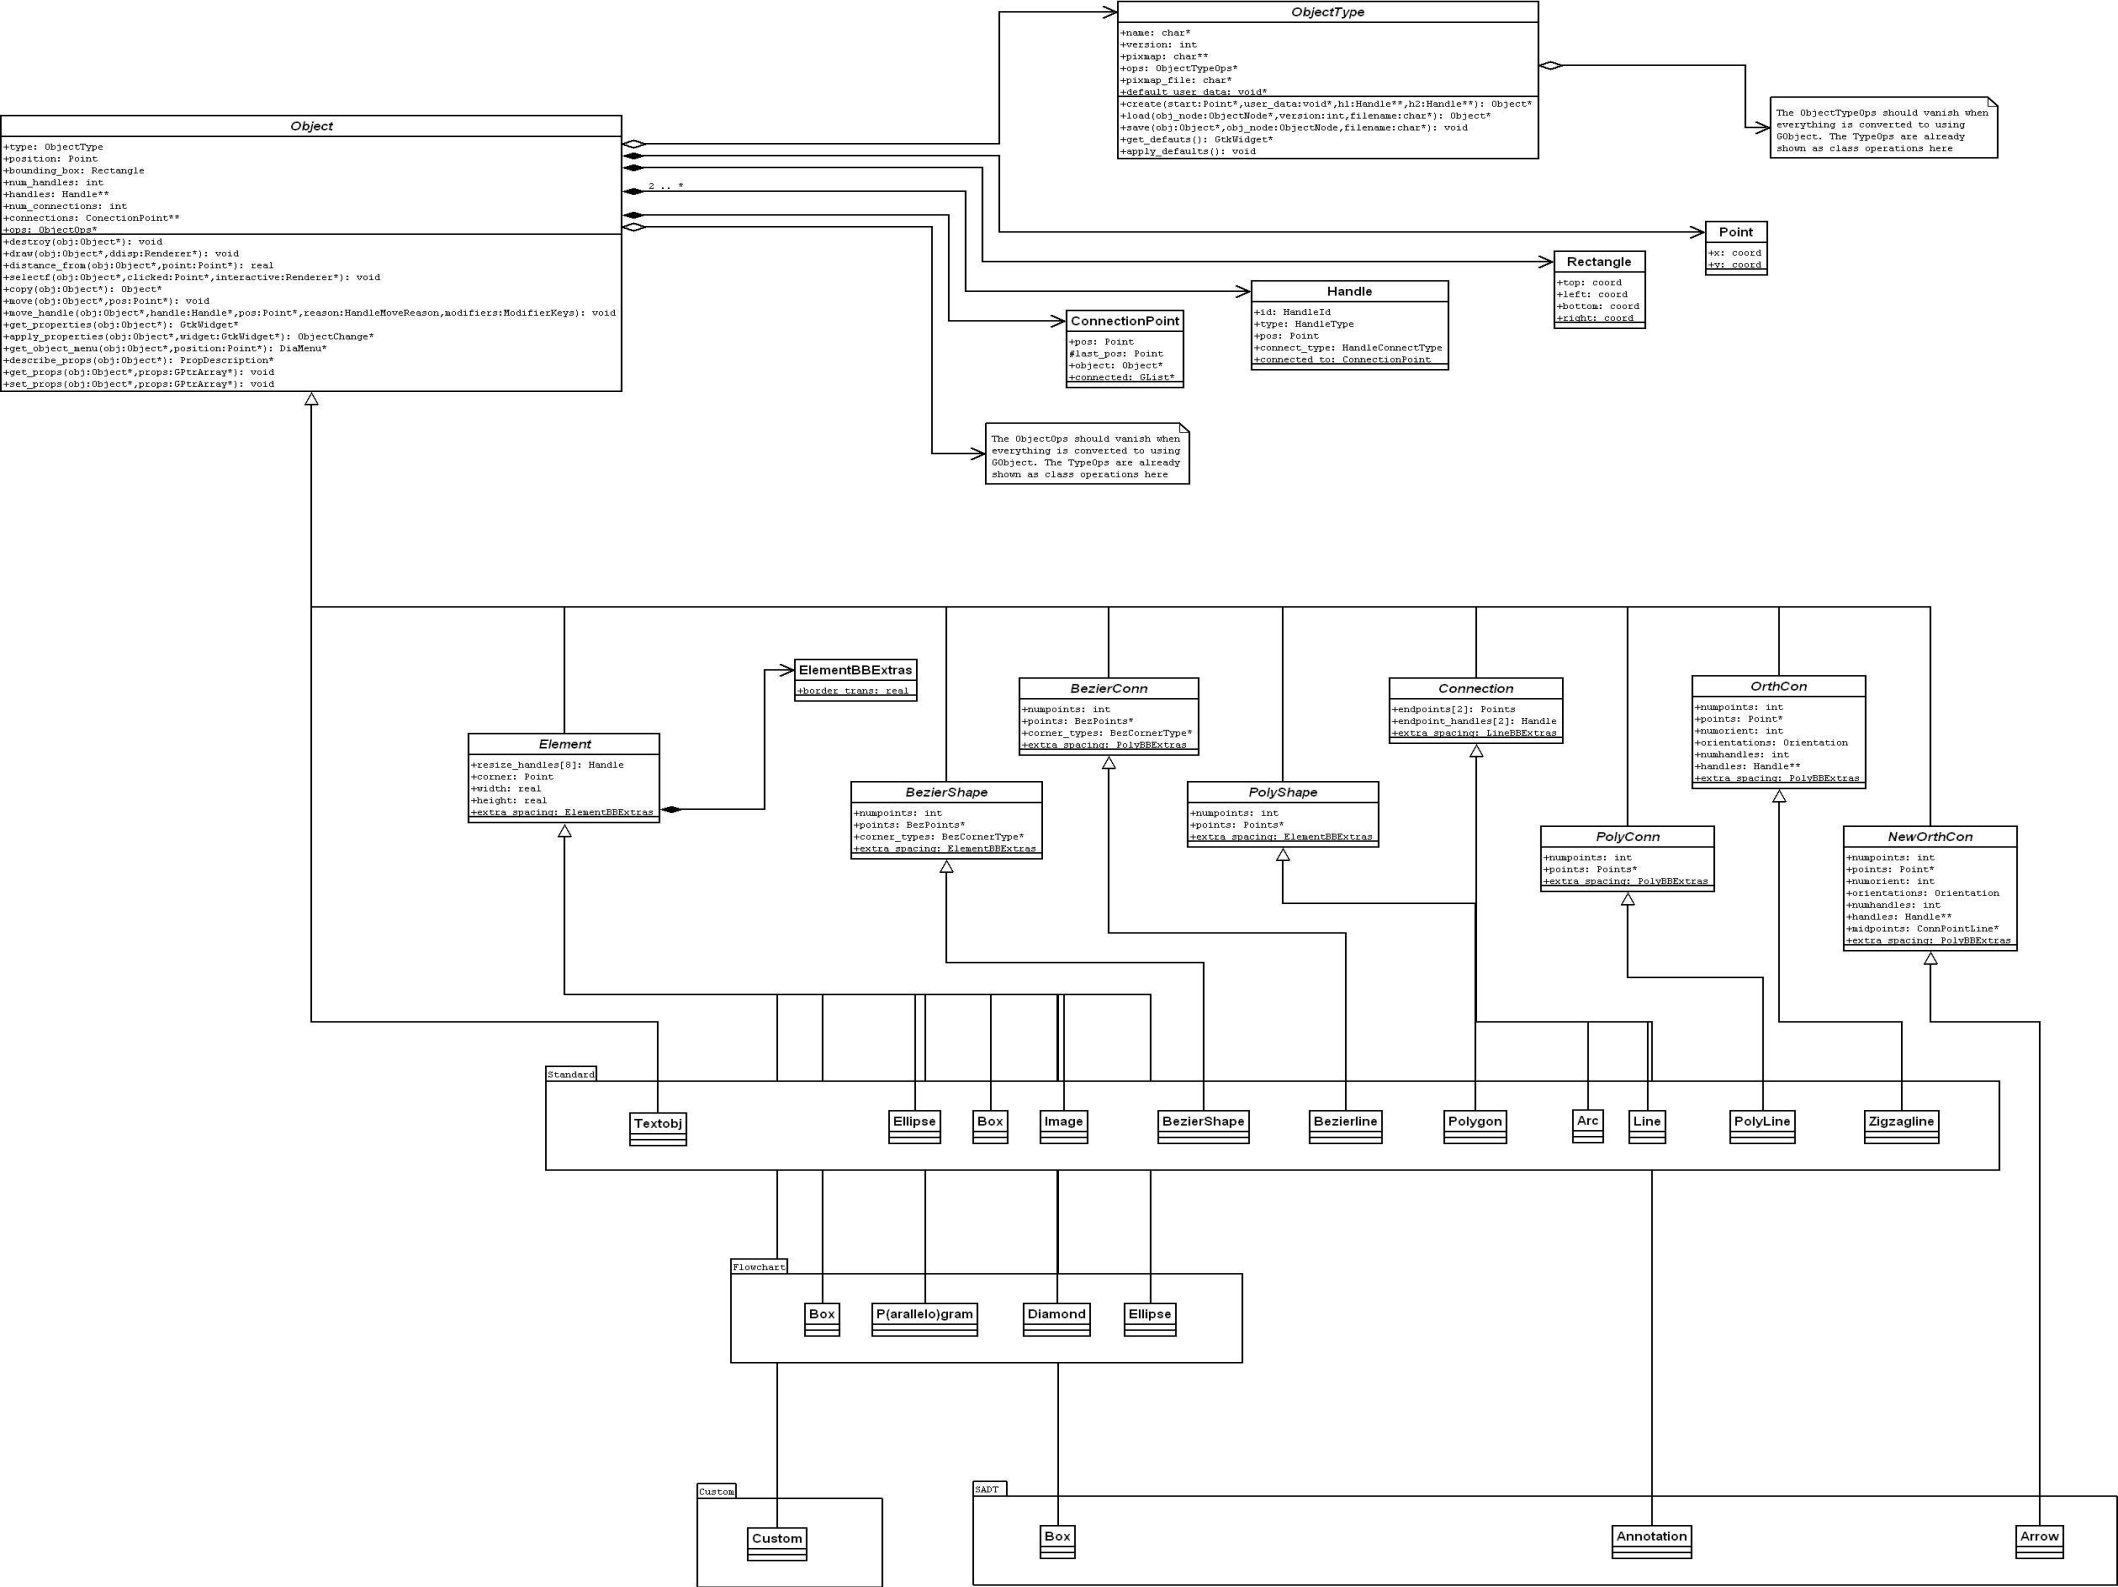 ObjectType
+name: char*
+version: int
+pixmap: char**
+ops: ObjectTypeOps*
+pixmap_file: char*
+default_user_data: void*
+create(start:Point*,user_data:void*,h1:Handle**,h2:Handle**): Object*
+load(obj_node:ObjectNode*,version:int,filename:char*): Object*
+save(obj:Object*,obj_node:ObjectNode,filename:char*): void
+get_defauts(): GtkWidget*
+apply_defaults(): void
The ObjectTypeOps should vanish when
everything is converted to using
GObject. The TypeOps are already
shown as class operations here
Object
+type: ObjectType
+position: Point
+bounding_box: Rectangle
+num_handles: int
+handles: Handle**
+num_connections: int
+connections: ConectionPoint**
+ops: ObjectOps*
+destroy(obj:Object*): void
+draw(obj:Object*,ddisp:Renderer*): void
+distance_from(obj:Object*,point:Point*): real
+selectf(obj:Object*,clicked:Point*,interactive:Renderer*): void
+copy(obj:Object*): Object*
+move(obj:Object*,pos:Point*): void
+move_handle(obj:Object*,handle:Handle*,pos:Point*,reason:HandleMoveReason,modifiers:ModifierKeys): void
+get_properties(obj:Object*): GtkWidget*
+apply_properties(obj:Object*,widget:GtkWidget*): ObjectChange*
+get_object_menu(obj:Object*,position:Point*): DiaMenu*
+describe_props(obj:Object*): PropDescription*
+get_props(obj:Object*,props:GPtrArray*): void
+set_props(obj:Object*,props:GPtrArray*): void
2 .. *
Point
+x: coord
+y: coord
Rectangle
+top: coord
+left: coord
+bottom: coord
+right: coord
Handle
+id: HandleId
+type: HandleType
+pos: Point
+connect_type: HandleConnectType
+connected_to: ConnectionPoint
ConnectionPoint
+pos: Point
#last_pos: Point
+object: Object*
+connected: GList*
The ObjectOps should vanish when
everything is converted to using
GObject. The TypeOps are already
shown as class operations here
ElementBBExtras
+border_trans: real
Element
+resize_handles[8]: Handle
+corner: Point
+width: real
+height: real
+extra_spacing: ElementBBExtras
BezierShape
+numpoints: int
+points: BezPoints*
+corner_types: BezCornerType*
+extra_spacing: ElementBBExtras
BezierConn
+numpoints: int
+points: BezPoints*
+corner_types: BezCornerType*
+extra_spacing: PolyBBExtras
PolyShape
+numpoints: int
+points: Points*
+extra_spacing: ElementBBExtras
Connection
+endpoints[2]: Points
+endpoint_handles[2]: Handle
+extra_spacing: LineBBExtras
PolyConn
+numpoints: int
+points: Points*
+extra_spacing: PolyBBExtras
OrthCon
+numpoints: int
+points: Point*
+numorient: int
+orientations: Orientation
+numhandles: int
+handles: Handle**
+extra_spacing: PolyBBExtras
NewOrthCon
+numpoints: int
+points: Point*
+numorient: int
+orientations: Orientation
+numhandles: int
+handles: Handle**
+midpoints: ConnPointLine*
+extra_spacing: PolyBBExtras
Standard
Textobj
Ellipse
Box
Image
BezierShape
Bezierline
Polygon
Arc
Line
PolyLine
Zigzagline
Flowchart
Box
P(arallelo)gram
Diamond
Ellipse
Custom
Custom
SADT
Box
Annotation
Arrow